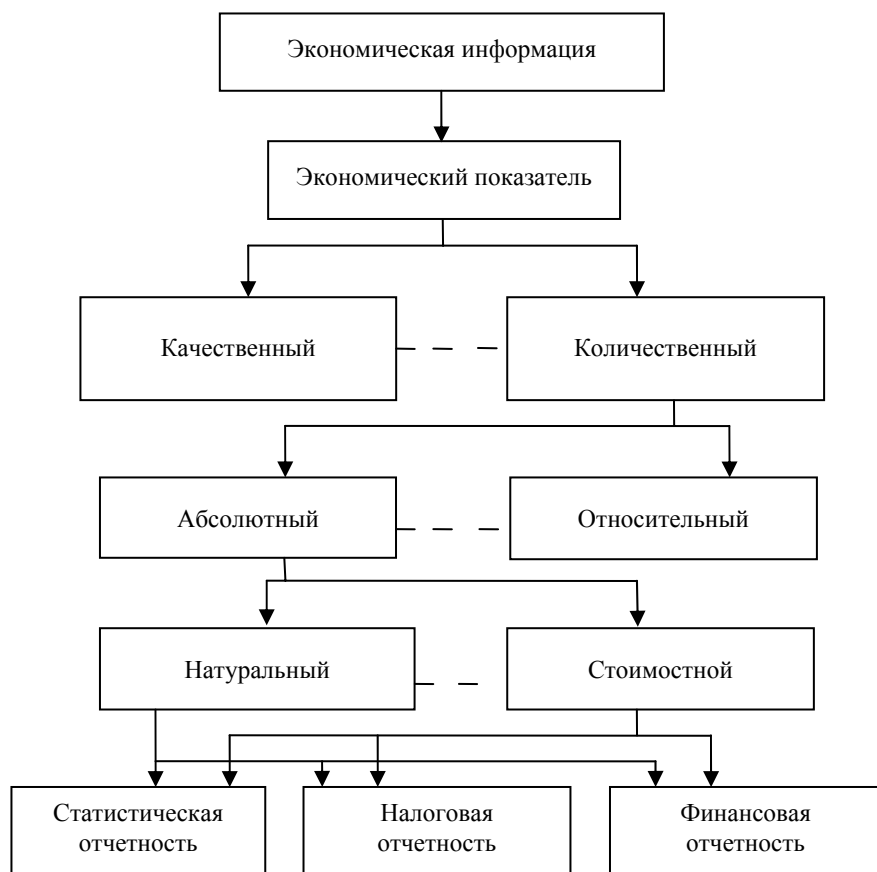 Экономическая информация
Экономический показатель
Качественный
Количественный
Абсолютный
Относительный
Натуральный
Стоимостной
Статистическая
отчетность
Налоговая
отчетность
Финансовая
отчетность